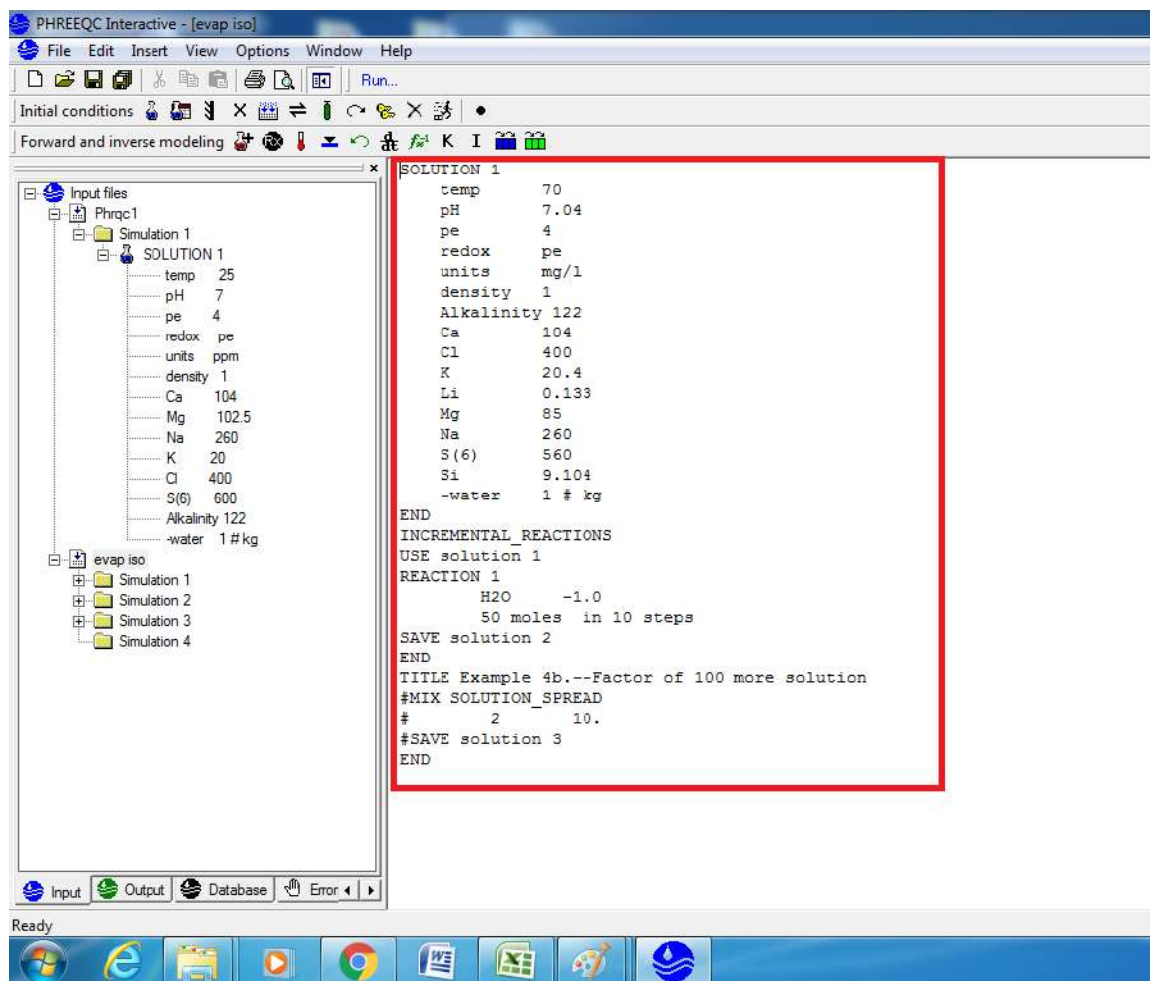 PHREEQC Interactive - [evap iso]
File Edit Insert View Options Window Help
Run...
Initial conditions
Forward and inverse modeling K I
Input files
Phrqc1
Simulation 1
SOLUTION 1
temp 25
pH 7
pe 4
redox pe
units ppm
density 1
Ca 104
Mg 102.5
Na 260
K 20
Cl 400
S(6) 600
Alkalinity 122
-water 1 # kg
evap iso
Simulation 1
Simulation 2
Simulation 3
Simulation 4
SOLUTION 1
temp 70
pH 7.04
pe 4
redox pe
units mg/l
density 1
Alkalinity 122
Ca 104
Cl 400
K 20.4
Li 0.133
Mg 85
Na 260
S(6) 560
Si 9.104
-water 1 # kg
END
INCREMENTAL_REACTIONS
USE solution 1
REACTION 1
H2O -1.0
50 moles in 10 steps
SAVE solution 2
END
TITLE Example 4b.--Factor of 100 more solution
#MIX SOLUTION_SPREAD
# 2 10.
#SAVE solution 3
END
Input Output Database Error
Ready